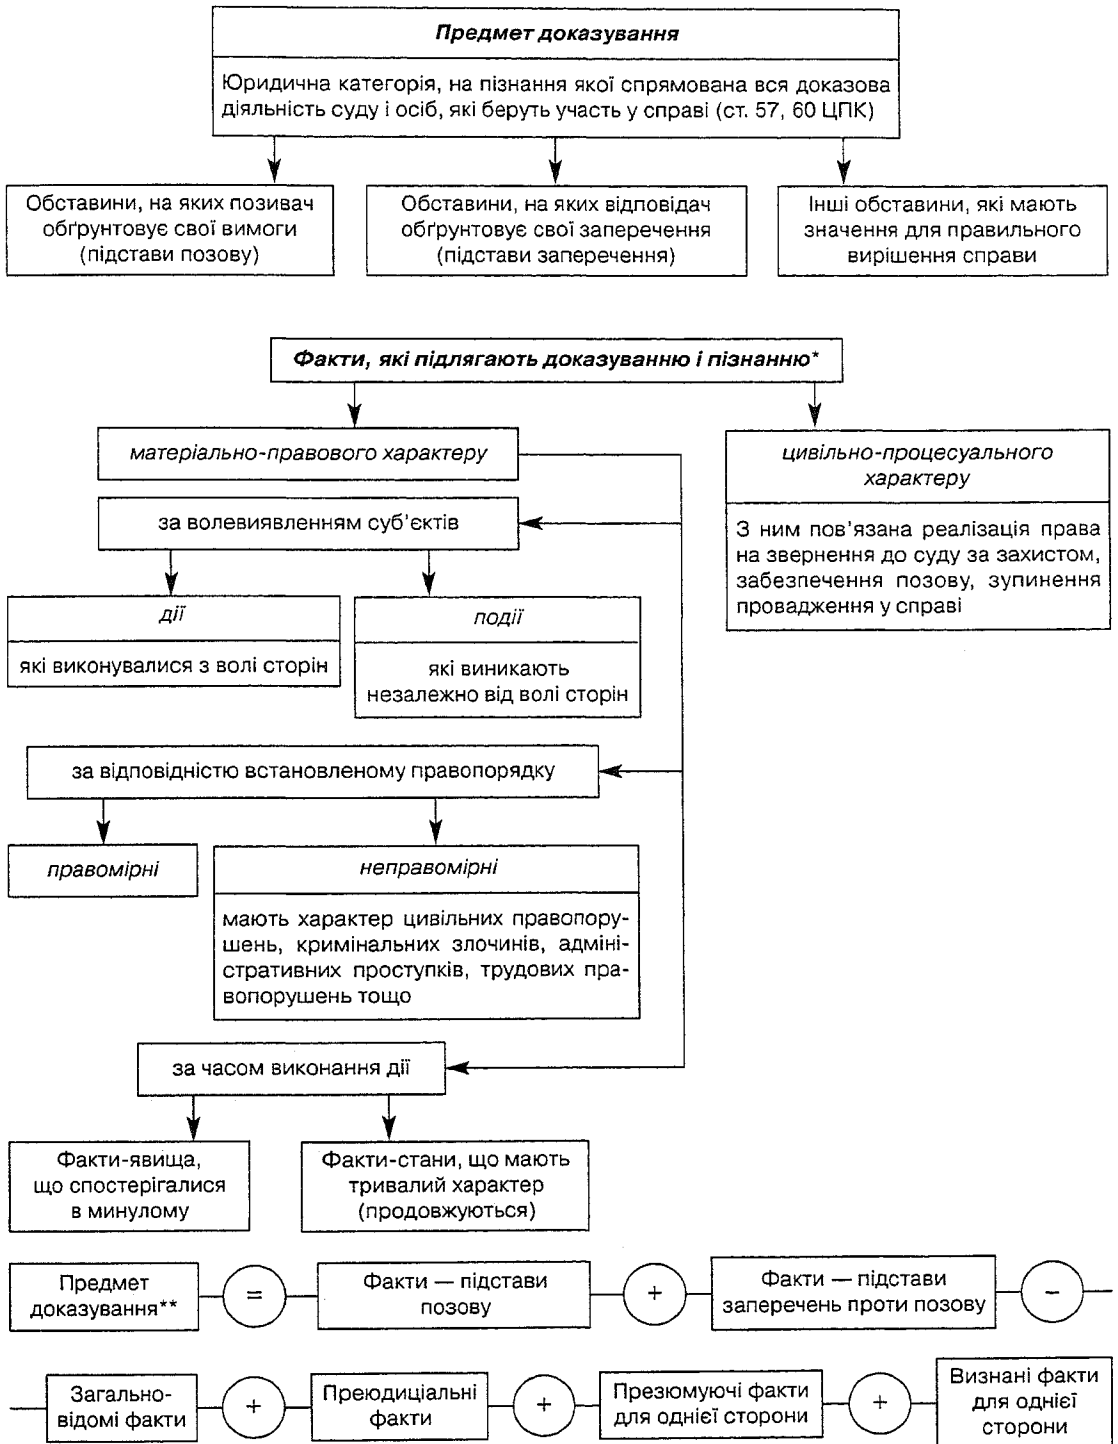 Предмет доказування
Юридична категорія, на пізнання якої спрямована вся доказова
діяльність суду і осіб, які беруть участь у справі (ст. 57, 60 ЦПК)
Обставини, на яких позивач
обґрунтовує свої вимоги
(підстави позову)
Обставини, на яких відповідач
обґрунтовує свої заперечення
(підстави заперечення)
Інші обставини, які мають
значення для правильного
вирішення справи
Факти, які підлягають доказуванню і пізнанню*
матеріально-правового характеру
цивільно-процесуального
характеру
З ним пов’язана реалізація права
на звернення до суду за захистом,
забезпечення позову, зупинення
провадження у справі
за волевиявленням суб’єктів
дії
які виконувалися з волі сторін
події
які виникають
незалежно від волі сторін
за відповідністю встановленому правопорядку
правомірні
неправомірні
мають характер цивільних правопору-
шень, кримінальних злочинів, адміні-
стративних проступків, трудових пра-
вопорушень тощо
за часом виконання дії
Факти-явища,
що спостерігалися
в минулому
Факти-стани, що мають
тривалий характер
(продовжуються)
Предмет
доказування**
=
Факти — підстави
позову
+
Факти — підстави
заперечень проти позову
−
Загально-
відомі факти
+
Преюдиціальні
факти
+
Презюмуючі факти
для однієї сторони
+
Визнані факти
для однієї
сторони